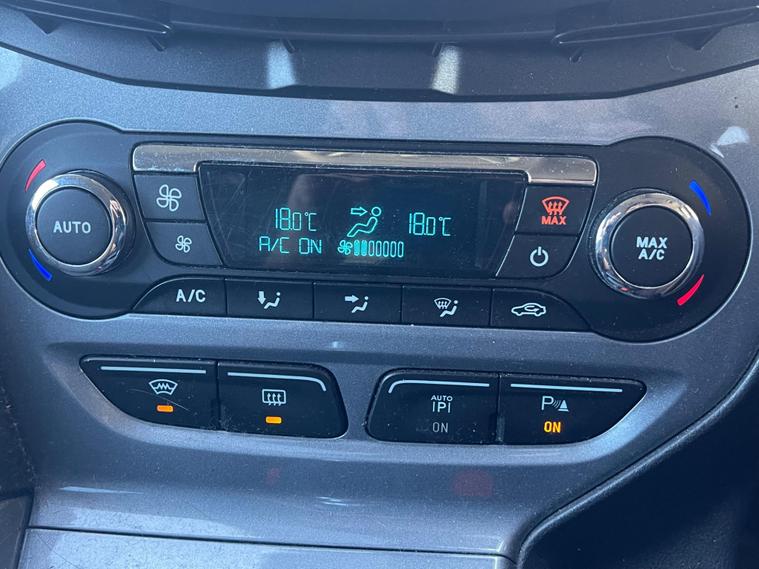 18.0°C 18.0°C
A/C ON
AUTO
MAX
MAX
A/C
A/C
AUTO
P
ON
P
ON